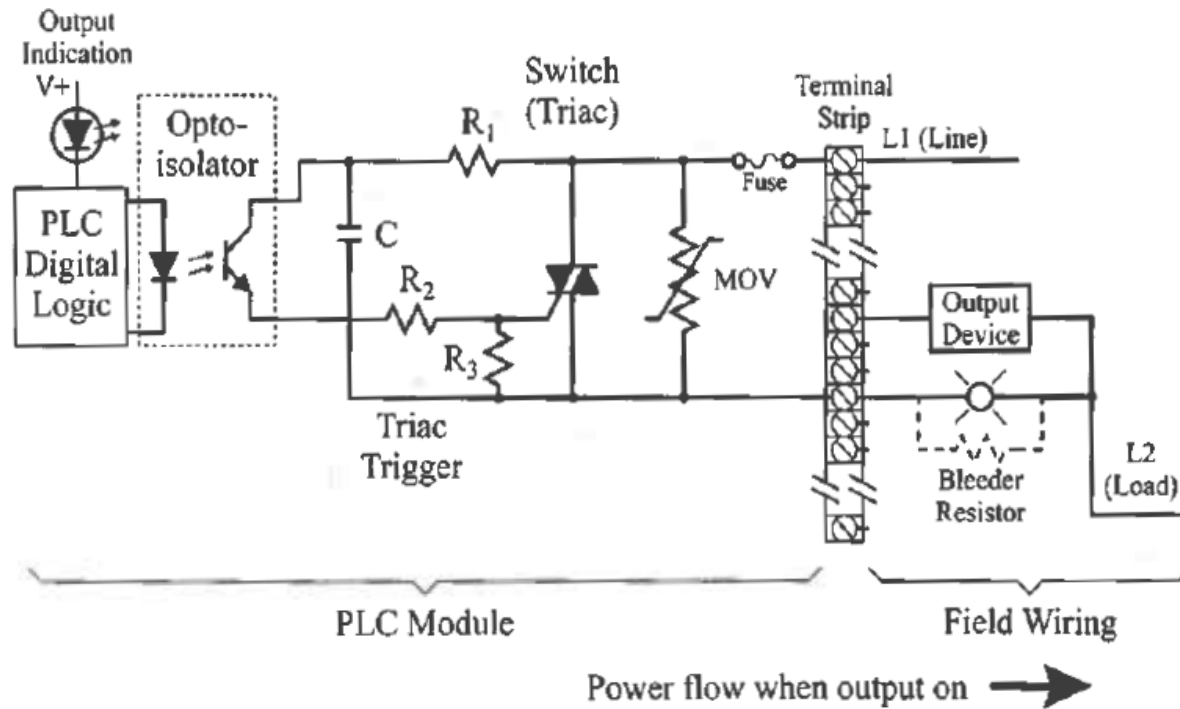 Output
Indication
V+
Opto-
isolator
PLC
Digital
Logic
R1
C
R2
R3
Triac
Trigger
Switch
(Triac)
MOV
Fuse
Terminal
Strip
L1 (Line)
Output
Device
Bleeder
Resistor
L2
(Load)
PLC Module
Field Wiring
Power flow when output on